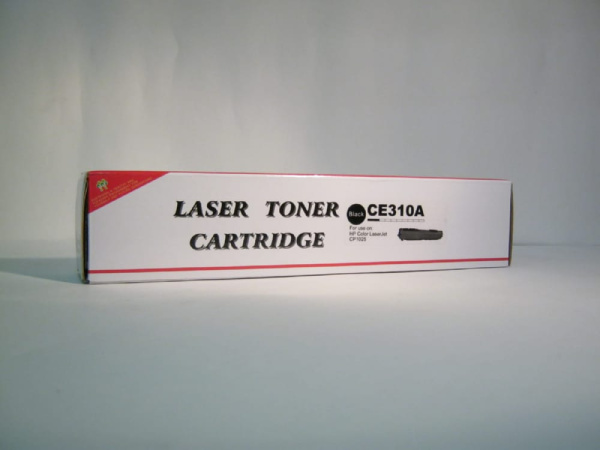 LASER TONER
CARTRIDGE
Black
CE310A
For use on
HP Color LaserJet
CP1025